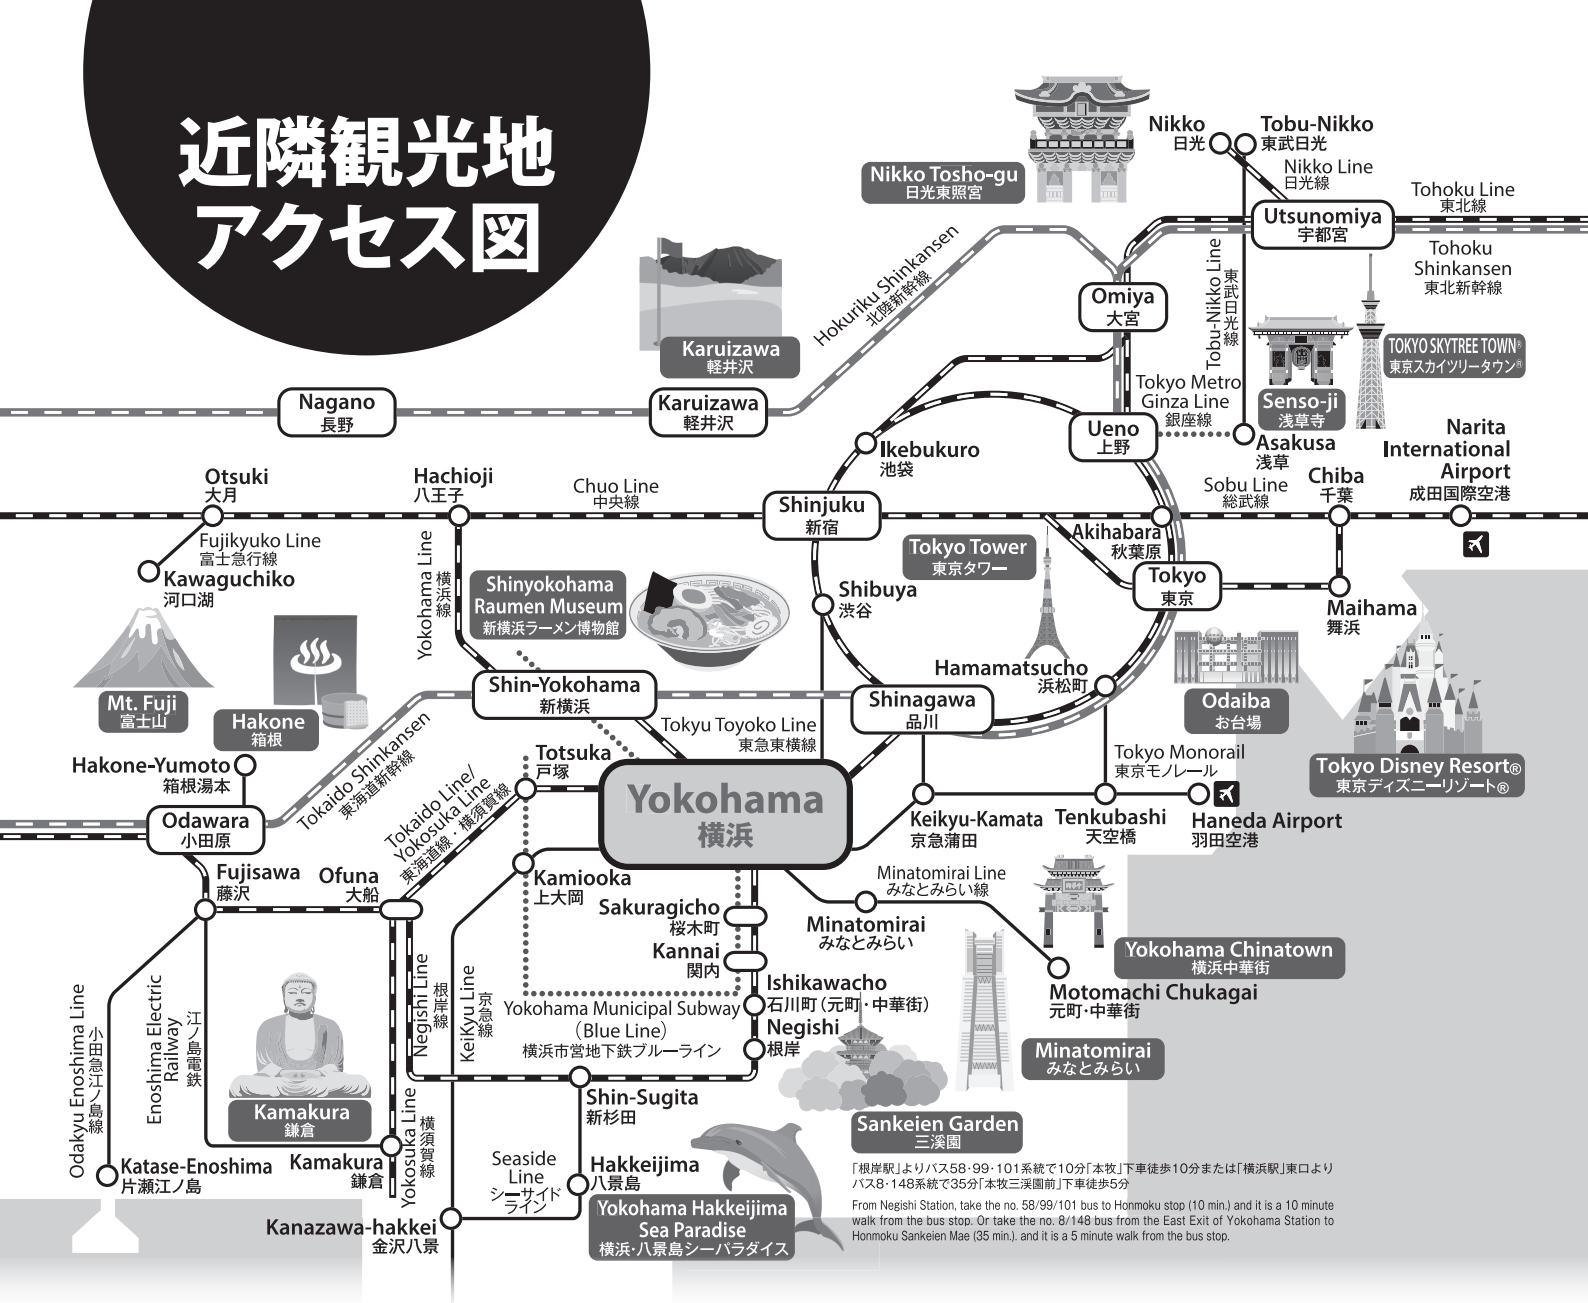 近隣観光地
アクセス図
Nikko
日光
Tobu-Nikko
東武日光
Nikko Line
日光線
Nikko Tosho-gu
日光東照宮
Tohoku Line
東北線
Utsunomiya
宇都宮
Tohoku
Shinkansen
東北新幹線
Hokuriku Shinkansen
北陸新幹線
Tobu-Nikko Line
東武日光線
Omiya
大宮
Karuizawa
軽井沢
TOKYO SKYTREE TOWN®
東京スカイツリータウン®
Tokyo Metro
Ginza Line
銀座線
Senso-ji
浅草寺
Nagano
長野
Karuizawa
軽井沢
Ueno
上野
Asakusa
浅草
Narita
International
Airport
成田国際空港
Ikebukuro
池袋
Otsuki
大月
Hachioji
八王子
Chuo Line
中央線
Shinjuku
新宿
Sobu Line
総武線
Chiba
千葉
Akihabara
秋葉原
Fujikyuko Line
富士急行線
Kawaguchiko
河口湖
Yokohama Line
横浜線
Shinyokohama
Raumen Museum
新横浜ラーメン博物館
Tokyo Tower
東京タワー
Tokyo
東京
Shibuya
渋谷
Maihama
舞浜
Hamamatsucho
浜松町
Mt. Fuji
富士山
Hakone
箱根
Shin-Yokohama
新横浜
Shinagawa
品川
Odaiba
お台場
Tokyu Toyoko Line
東急東横線
Tokaido Shinkansen
東海道新幹線
Hakone-Yumoto
箱根湯本
Totsuka
戸塚
Tokyo Monorail
東京モノレール
Tokyo Disney Resort®
東京ディズニーリゾート®
Tokaido Line/
Yokosuka Line
東海道線・横須賀線
Yokohama
横浜
Odawara
小田原
Keikyu-Kamata
京急蒲田
Tenkubashi
天空橋
Haneda Airport
羽田空港
Fujisawa
藤沢
Ofuna
大船
Kamiooka
上大岡
Minatomirai Line
みなとみらい線
Sakuragicho
桜木町
Minatomirai
みなとみらい
Kannai
関内
Yokohama Chinatown
横浜中華街
Ishikawacho
石川町（元町・中華街）
Motomachi Chukagai
元町・中華街
Odakyu Enoshima Line
小田急江ノ島線
Enoshima Electric
Railway
江ノ島電鉄
Negishi Line
根岸線
KeiKyu Line
京急線
Yokohama Municipal Subway
（Blue Line）
横浜市営地下鉄ブルーライン
Negishi
根岸
Minatomirai
みなとみらい
Kamakura
鎌倉
Shin-Sugita
新杉田
Sankeien Garden
三溪園
Yokosuka Line
横須賀線
Katase-Enoshima
片瀬江ノ島
Kamakura
鎌倉
Seaside
Line
シーサイド
ライン
Hakkeijima
八景島
「根岸駅」よりバス58・99・101系統で10分「本牧」下車徒歩10分または「横浜駅」東口より
バス8・148系統で35分「本牧三溪園前」下車徒歩5分
From Negishi Station, take the no. 58/99/101 bus to Honmoku stop (10 min.) and it is a 10 minute
walk from the bus stop. Or take the no. 8/148 bus from the East Exit of Yokohama Station to
Honmoku Sankeien Mae (35 min.). and it is a 5 minute walk from the bus stop.
Kanazawa-hakkei
金沢八景
Yokohama Hakkeijima
Sea Paradise
横浜・八景島シーパラダイス